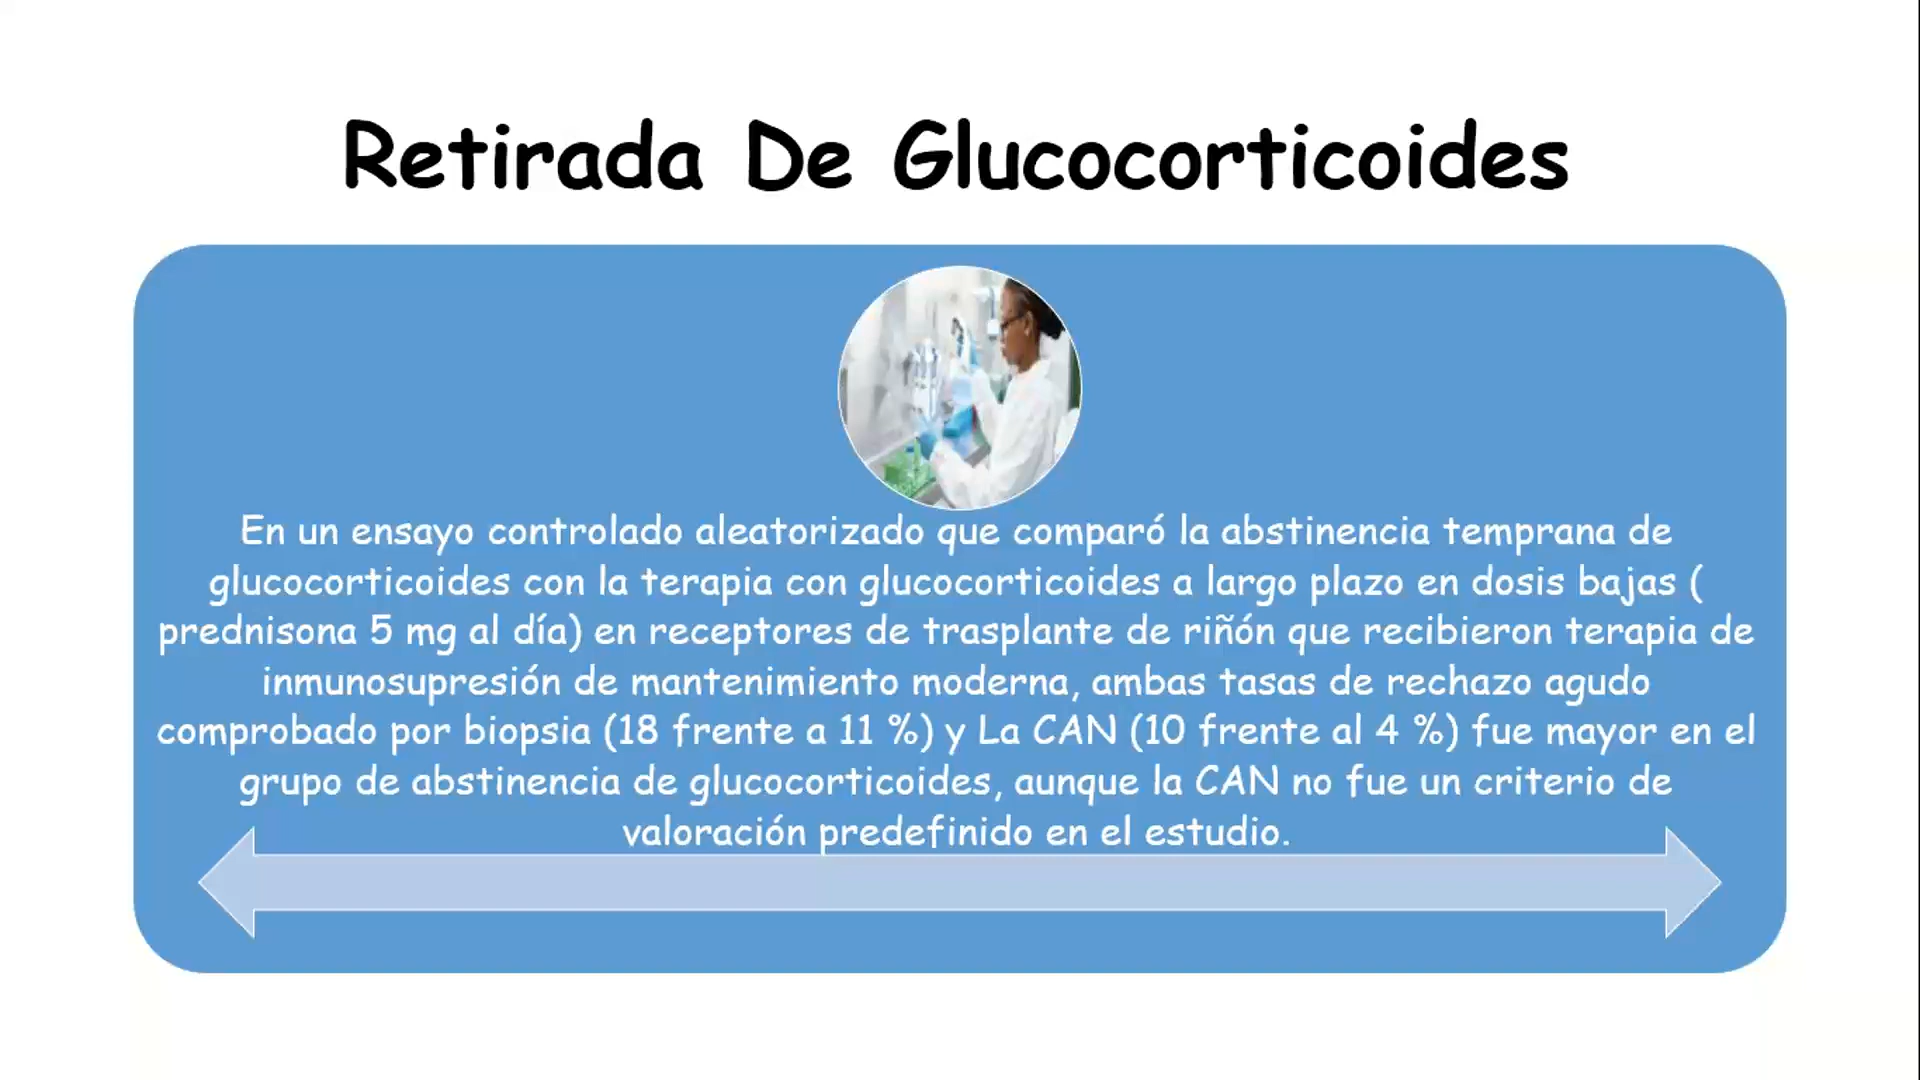 Retirada De Glucocorticoides
En un ensayo controlado aleatorizado que comparó la abstinencia temprana de
glucocorticoides con la terapia con glucocorticoides a largo plazo en dosis bajas (
prednisona 5 mg al día) en receptores de trasplante de riñón que recibieron terapia de
inmunosupresión de mantenimiento moderna, ambas tasas de rechazo agudo
comprobado por biopsia (18 frente a 11 %) y La CAN (10 frente al 4 %) fue mayor en el
grupo de abstinencia de glucocorticoides, aunque la CAN no fue un criterio de
valoración predefinido en el estudio.